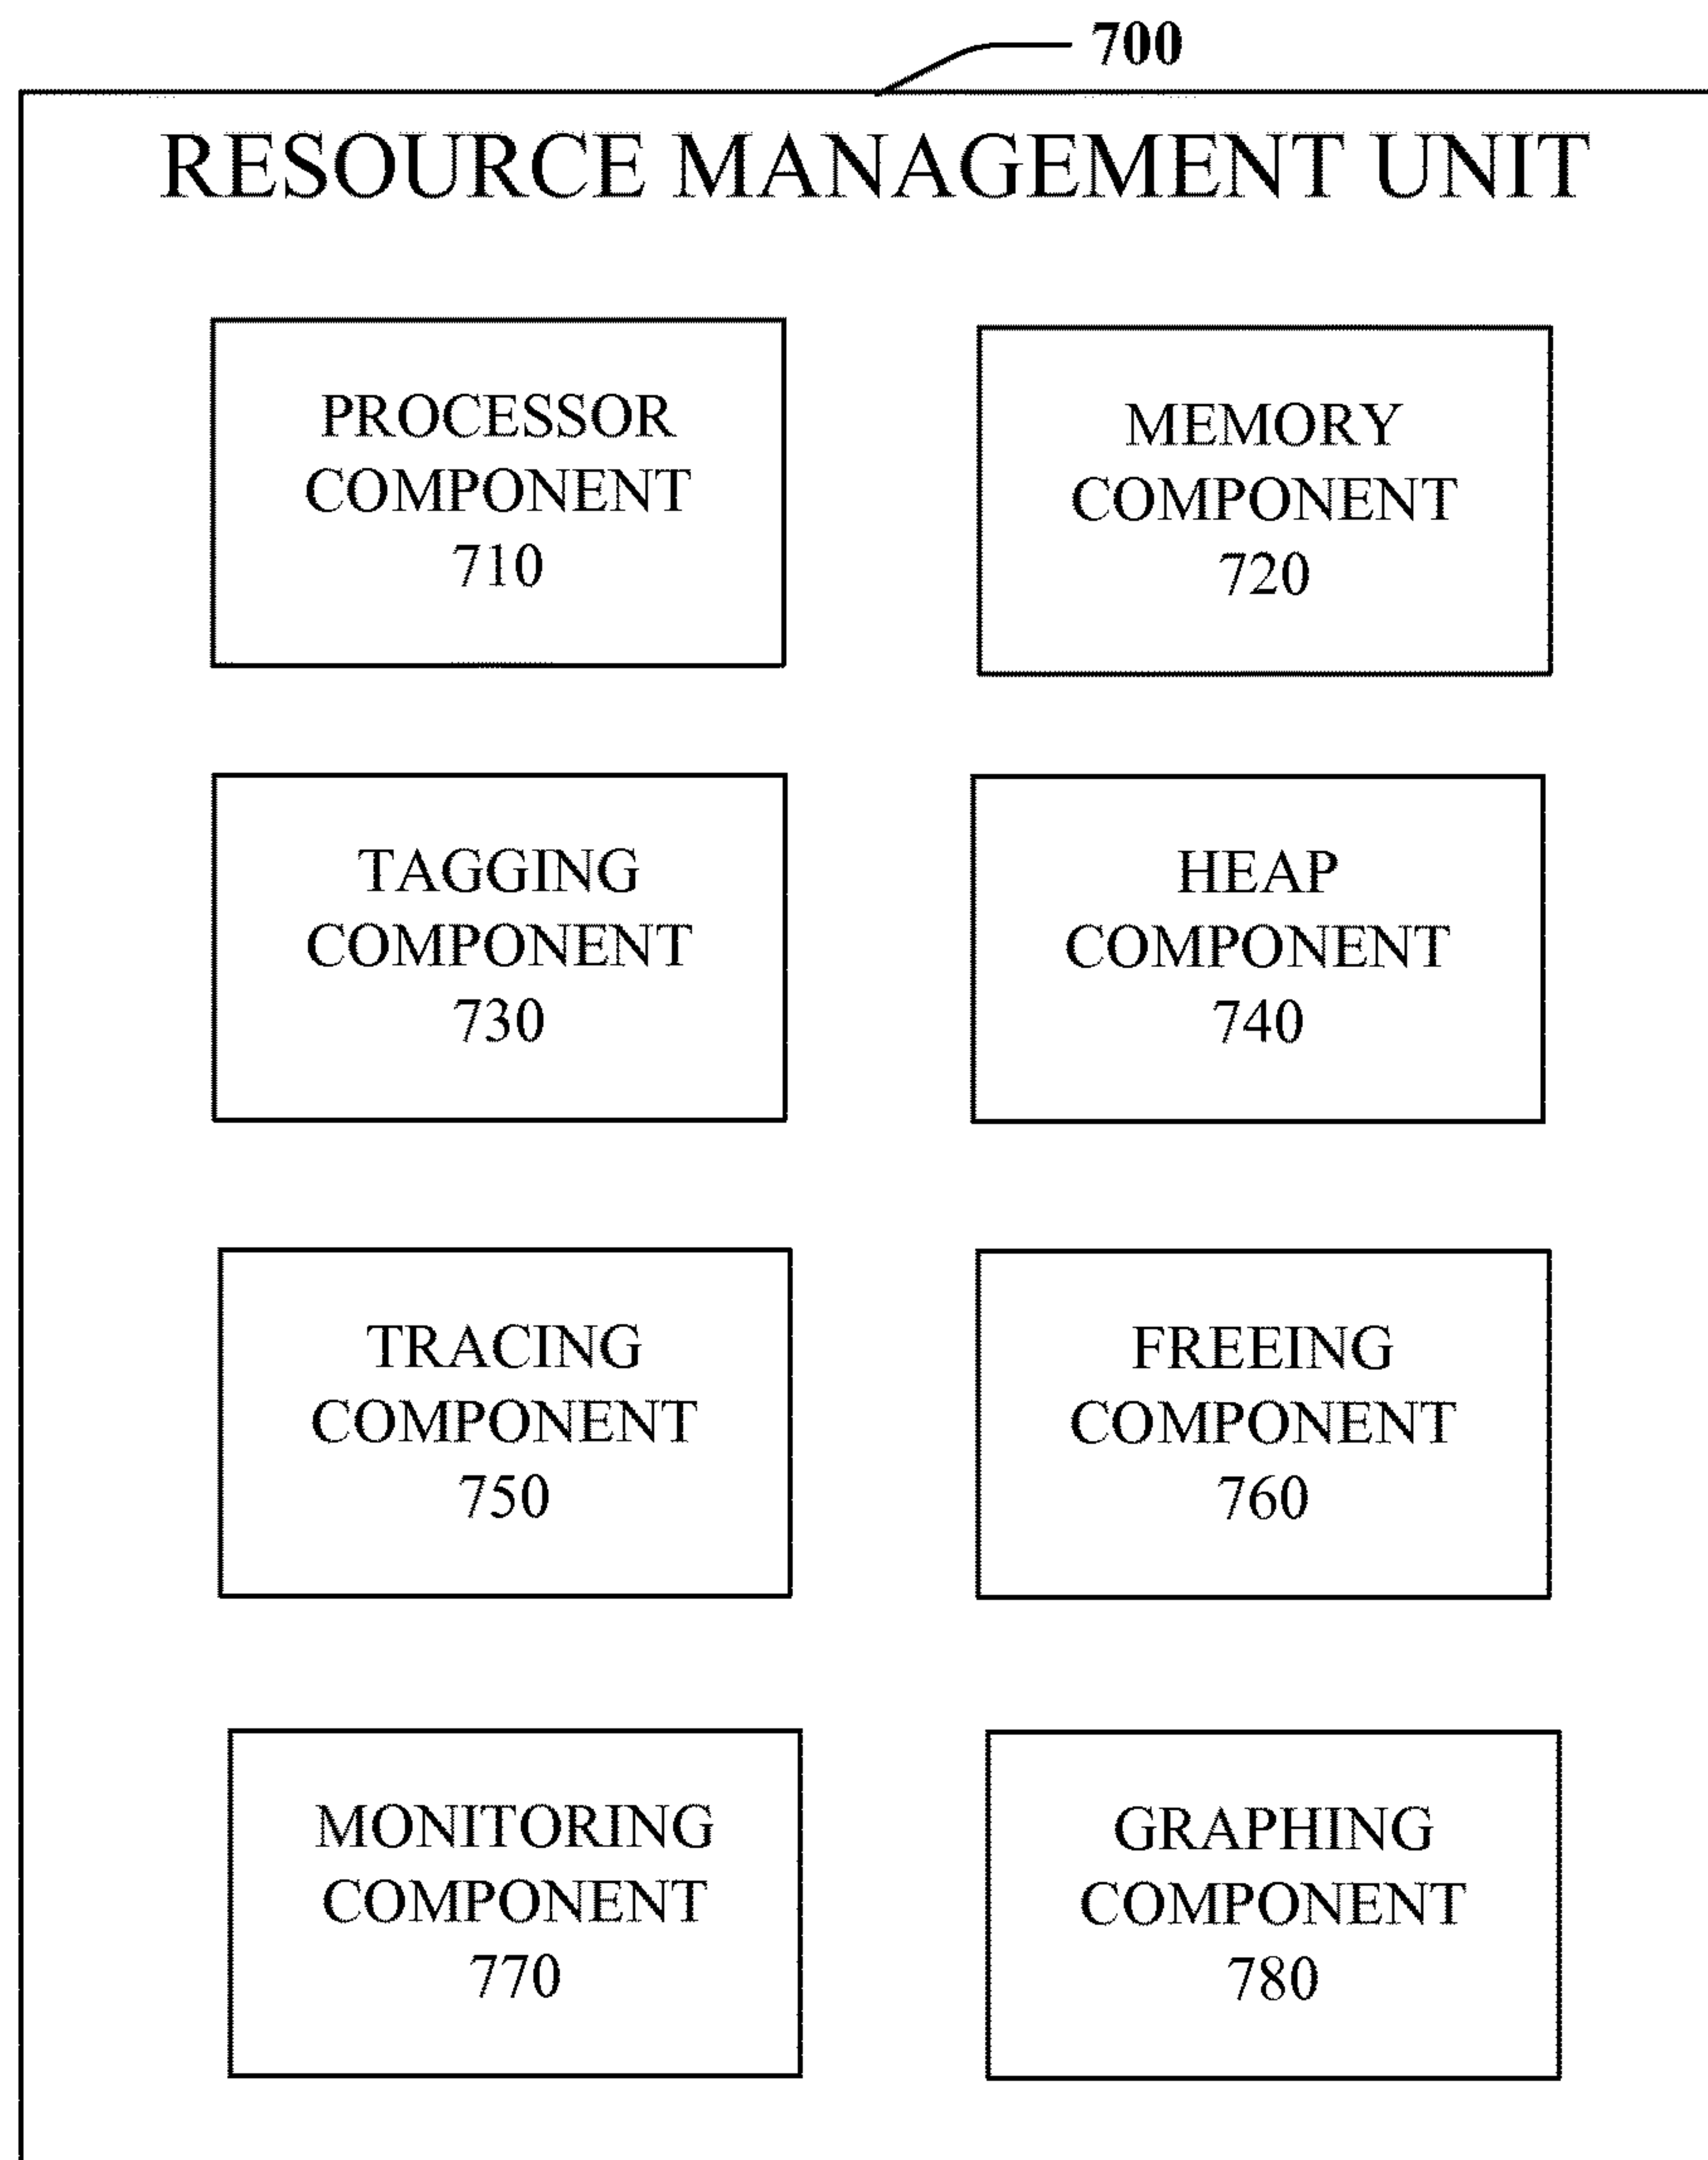 700
RESOURCE MANAGEMENT UNIT
PROCESSOR
COMPONENT
710
MEMORY
COMPONENT
720
TAGGING
COMPONENT
730
HEAP
COMPONENT
740
TRACING
COMPONENT
750
FREEING
COMPONENT
760
MONITORING
COMPONENT
770
GRAPHING
COMPONENT
780